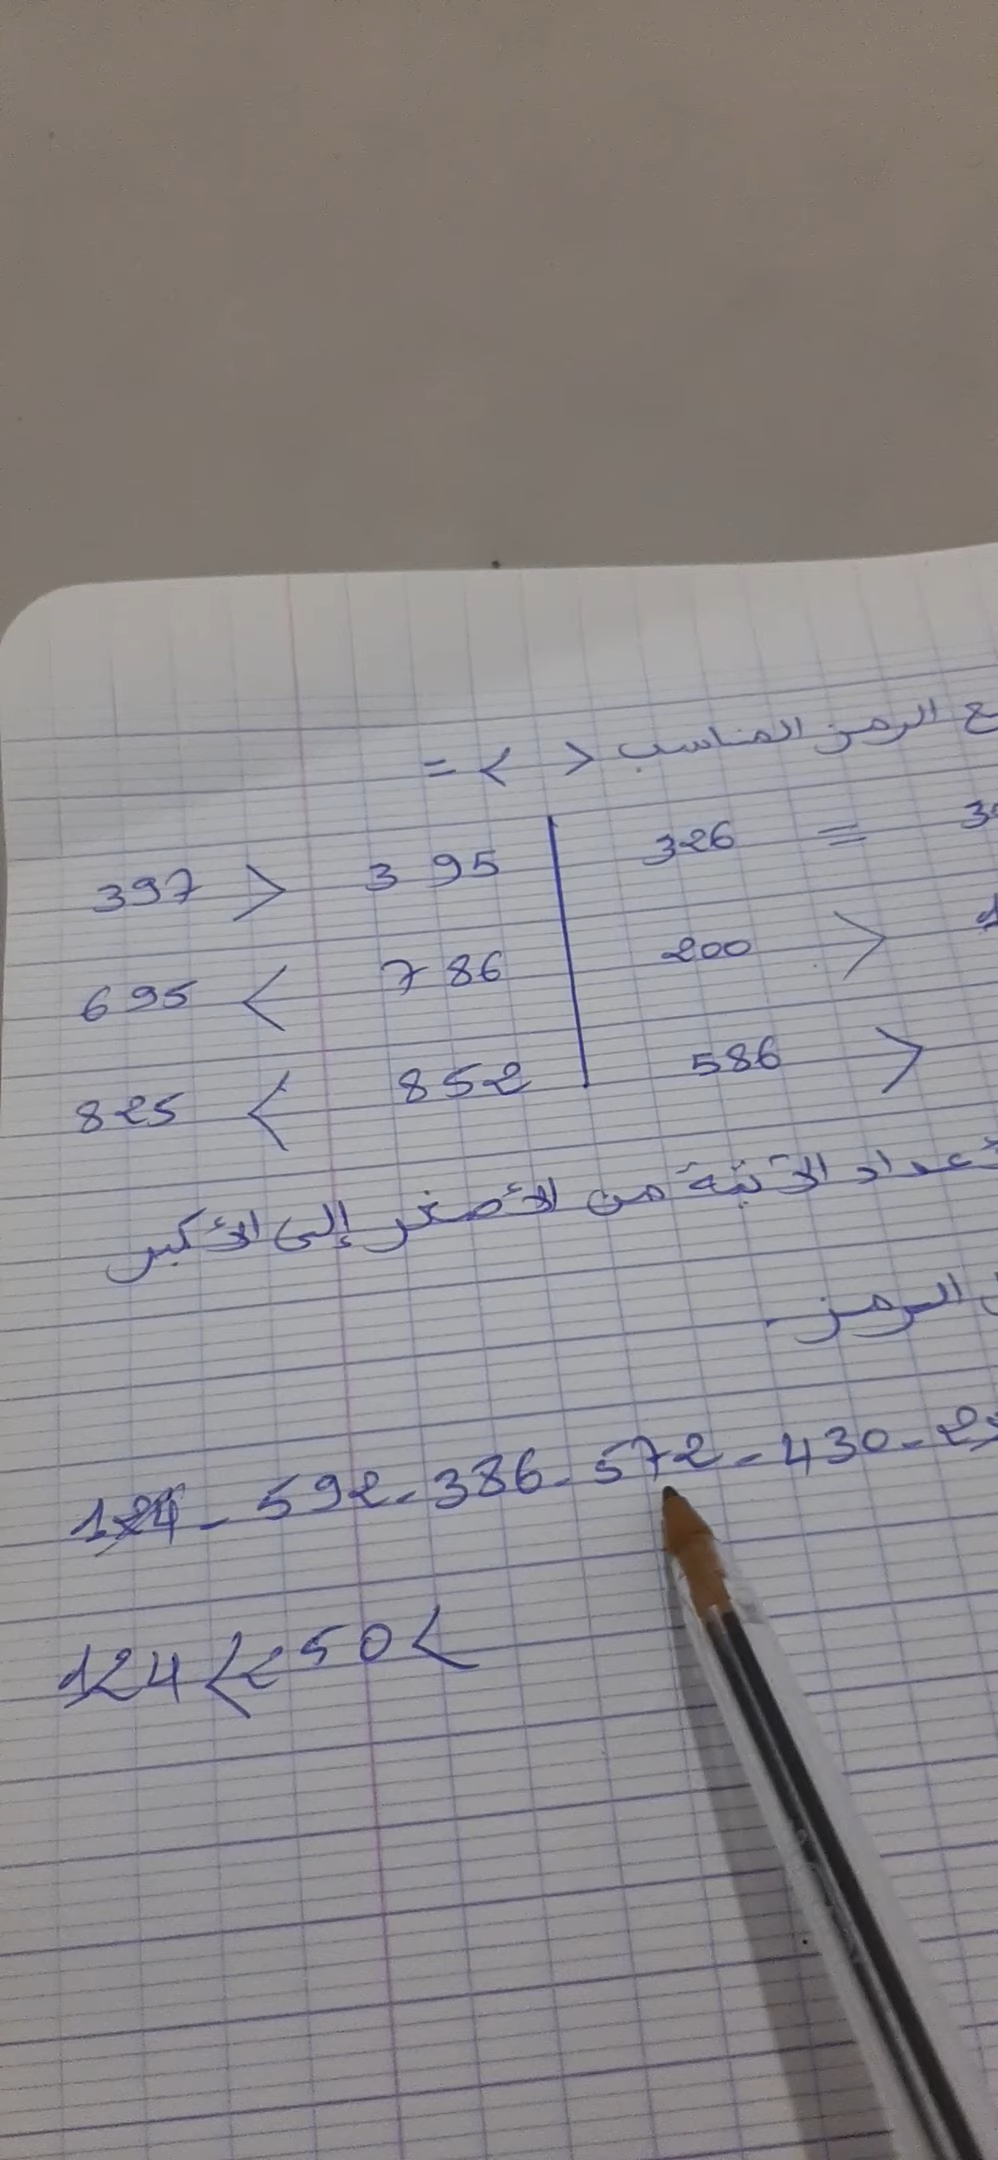 الرمز المناسب > < =
397 > 395 326 =
695 < 786 200 >
825 < 852 586 >
الآتية من الأصغر إلى الأكبر
الرمز.
124 - 592 - 386 - 572 - 430 -
124 < 250 <